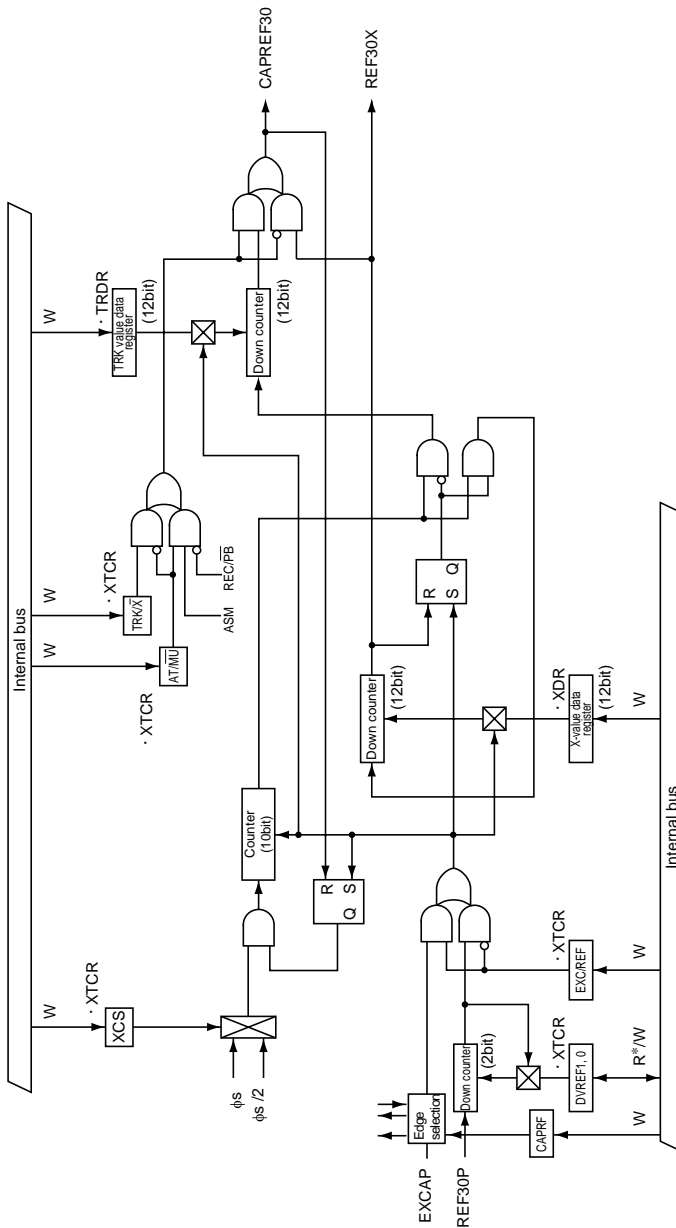 Internal bus
W
W
W
W
· XTCR
XCS
ϕs
ϕs /2
· XTCR
AT/MU
· XTCR
TRK/X
ASM
REC/PB
· TRDR
TRK value data
register
(12bit)
Down counter
(12bit)
CAPREF30
REF30X
Counter
(10bit)
R
S
Q
R
S
Q
Down counter
(12bit)
· XDR
X-value data
register
(12bit)
W
EXCAP
REF30P
Edge
selection
Down counter
(2bit)
CAPRF
W
· XTCR
DVREF1, 0
R*/W
· XTCR
EXC/REF
W
Internal bus